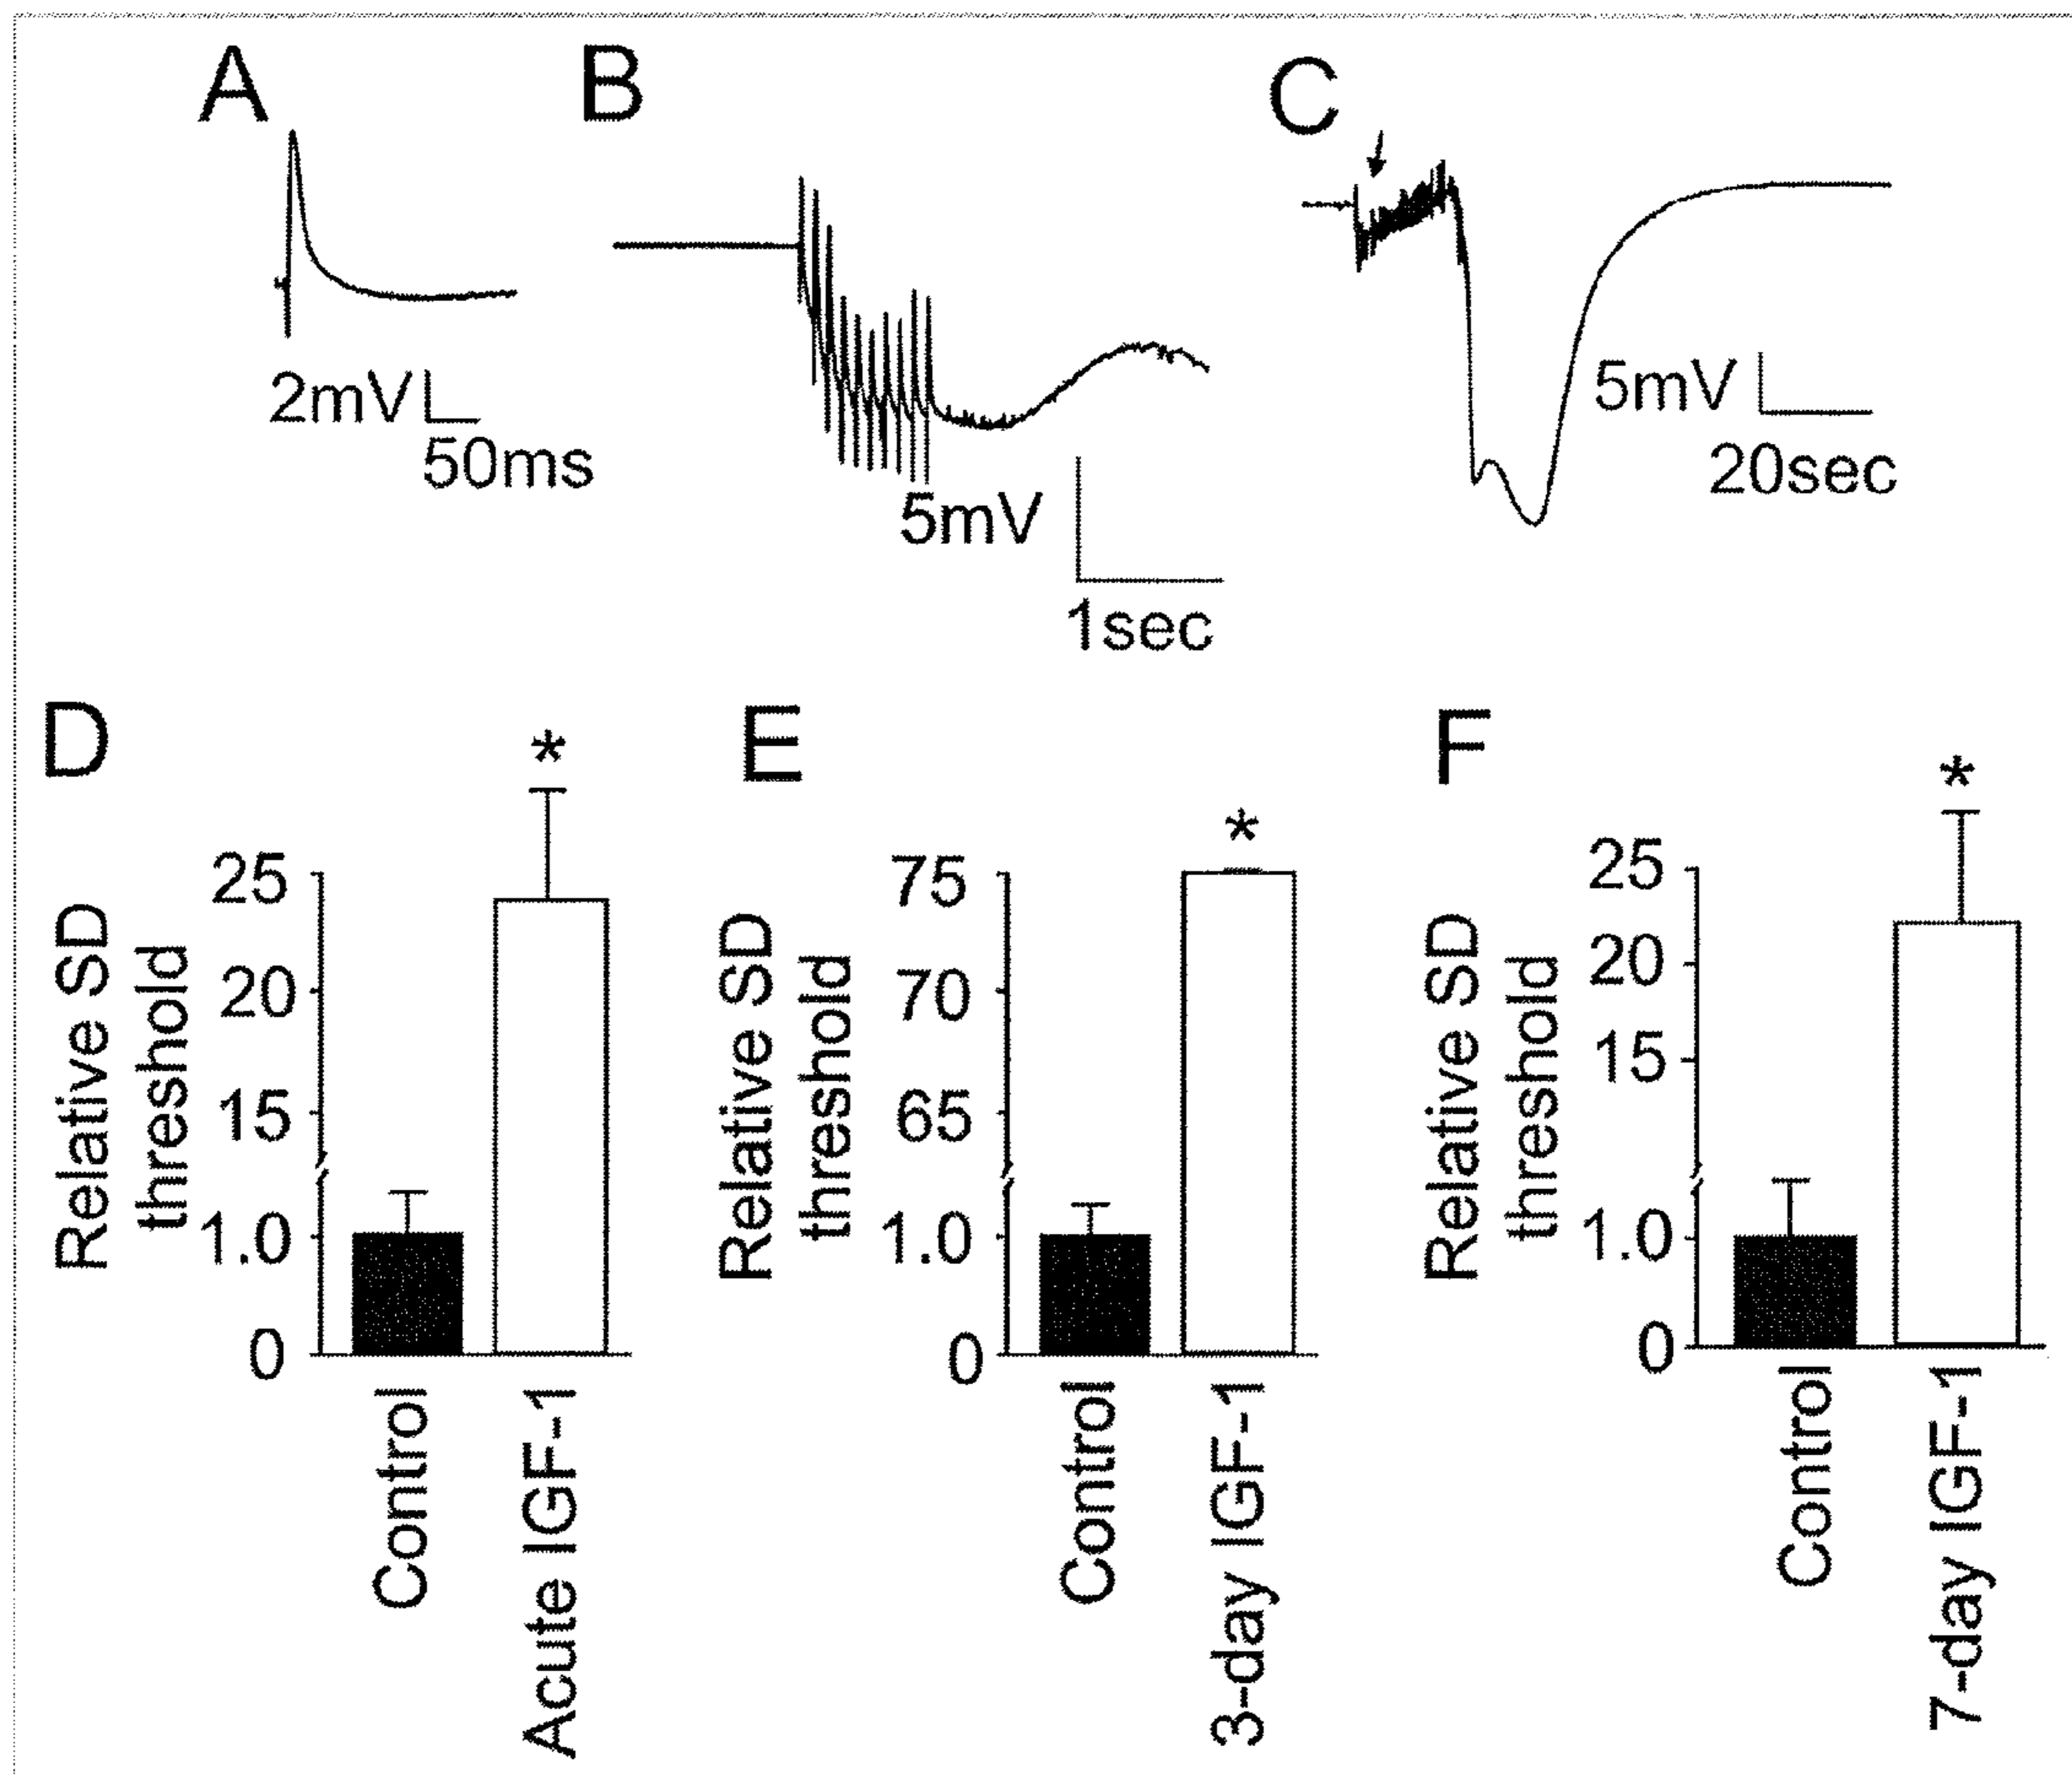 A
B
C
2mV
50ms
5mV
1sec
5mV
20sec
D
*
Relative SD
threshold
25
20
15
1.0
0
Control
Acute IGF-1
E
*
Relative SD
threshold
75
70
65
1.0
0
Control
3-day IGF-1
F
*
Relative SD
threshold
25
20
15
1.0
0
Control
7-day IGF-1